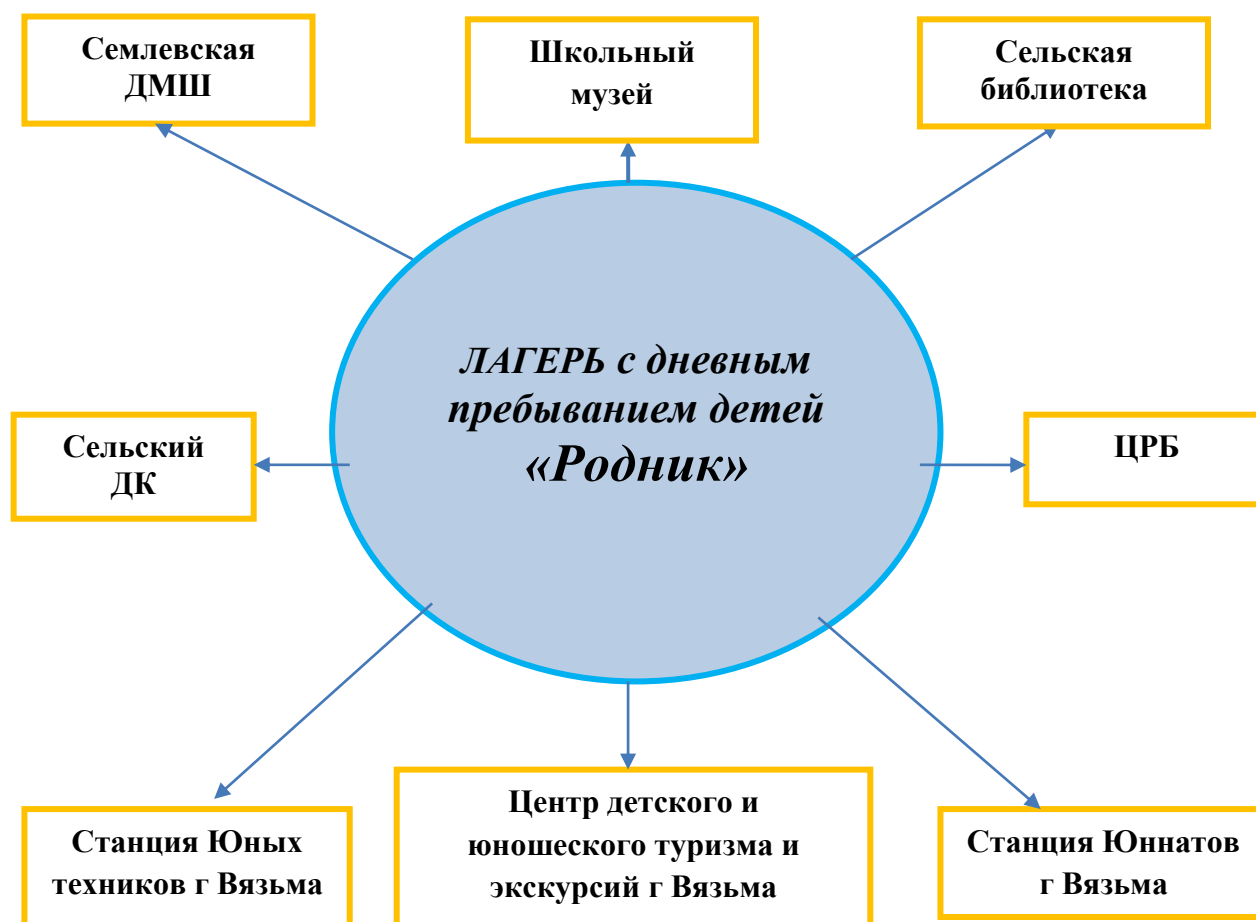 Семлевская
ДМШ
Школьный
музей
Сельская
библиотека
ЛАГЕРЬ с дневным
пребыванием детей
«Родник»
Сельский
ДК
ЦРБ
Станция Юных
техников г Вязьма
Центр детского и
юношеского туризма и
экскурсий г Вязьма
Станция Юннатов
г Вязьма